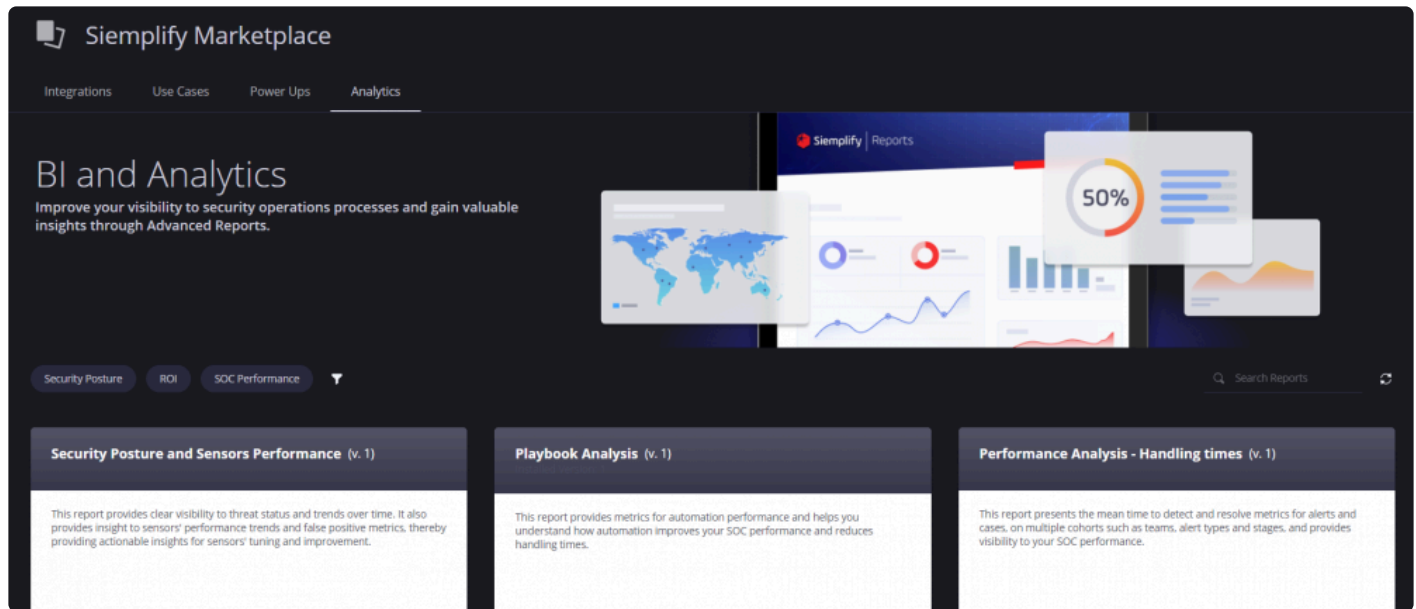 Siemplify Marketplace
Integrations
Use Cases
Power Ups
Analytics
BI and Analytics
Improve your visibility to security operations processes and gain valuable
insights through Advanced Reports.
Siemplify | Reports
50%
Security Posture
ROI
SOC Performance
Search Reports
Security Posture and Sensors Performance (v. 1)
This report provides clear visibility to threat status and trends over time. It also
provides insight to sensors' performance trends and false positive metrics, thereby
providing actionable insights for sensors' tuning and improvement.
Playbook Analysis (v. 1)
This report provides metrics for automation performance and helps you
understand how automation improves your SOC performance and reduces
handling times.
Performance Analysis - Handling times (v. 1)
This report presents the mean time to detect and resolve metrics for alerts and
cases, on multiple cohorts such as teams, alert types and stages, and provides
visibility to your SOC performance.